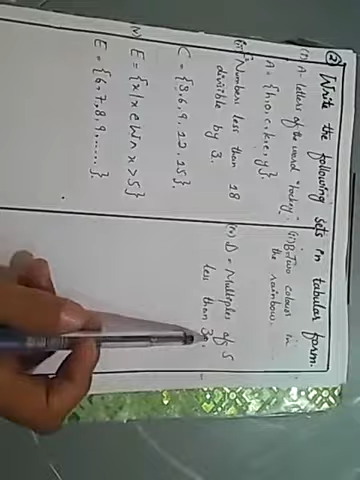 ② Write the following sets in tabular form.
(i) A = letters of the word "hockey".
A = {h, o, c, k, e, y}.
(ii) B = Two colours in
the rainbow.
(iii) Numbers less than 18
divisible by 3.
C = {3, 6, 9, 12, 15}.
(iv) D = Multiples of 5
less than 30.
(v) E = {x | x ∈ W ∧ x > 5}
E = {6, 7, 8, 9, ......}.